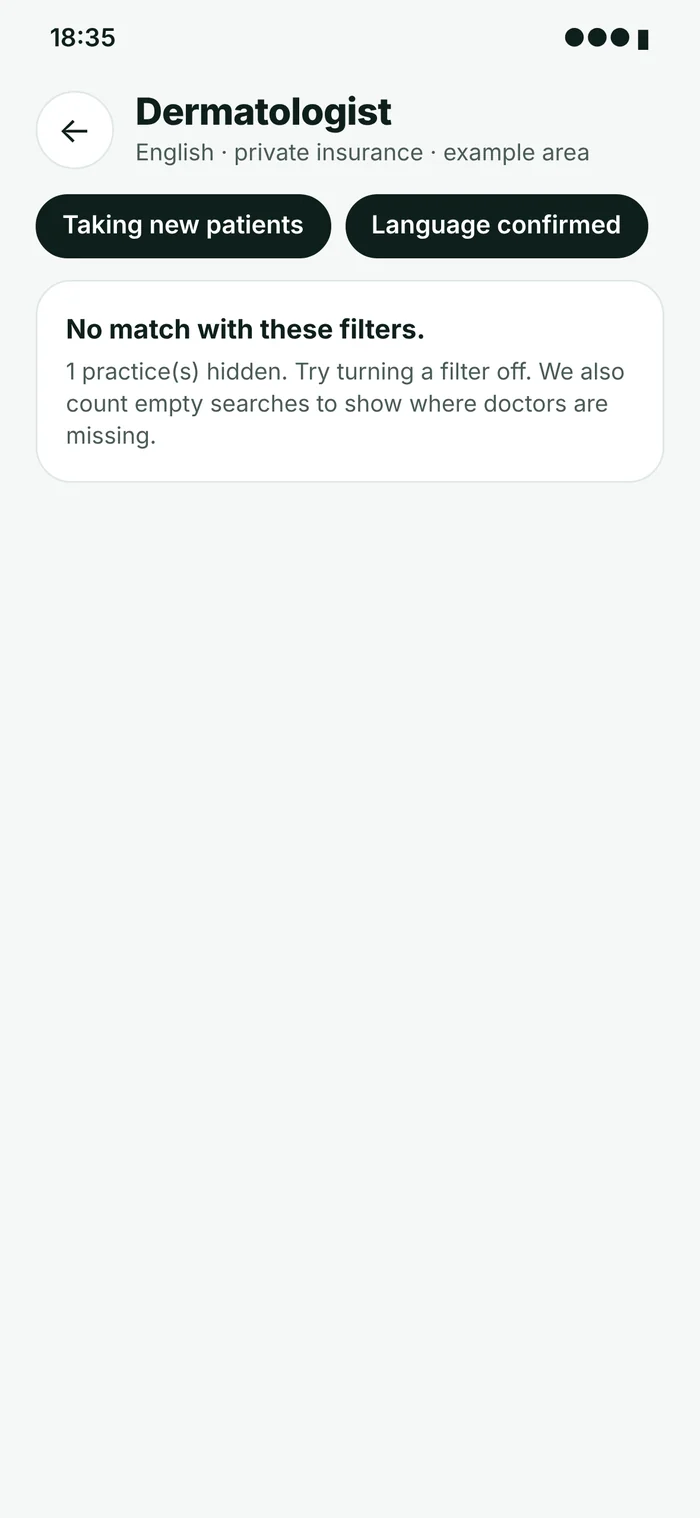 18:35
Dermatologist
English · private insurance · example area
Taking new patients
Language confirmed
No match with these filters.
1 practice(s) hidden. Try turning a filter off. We also
count empty searches to show where doctors are
missing.